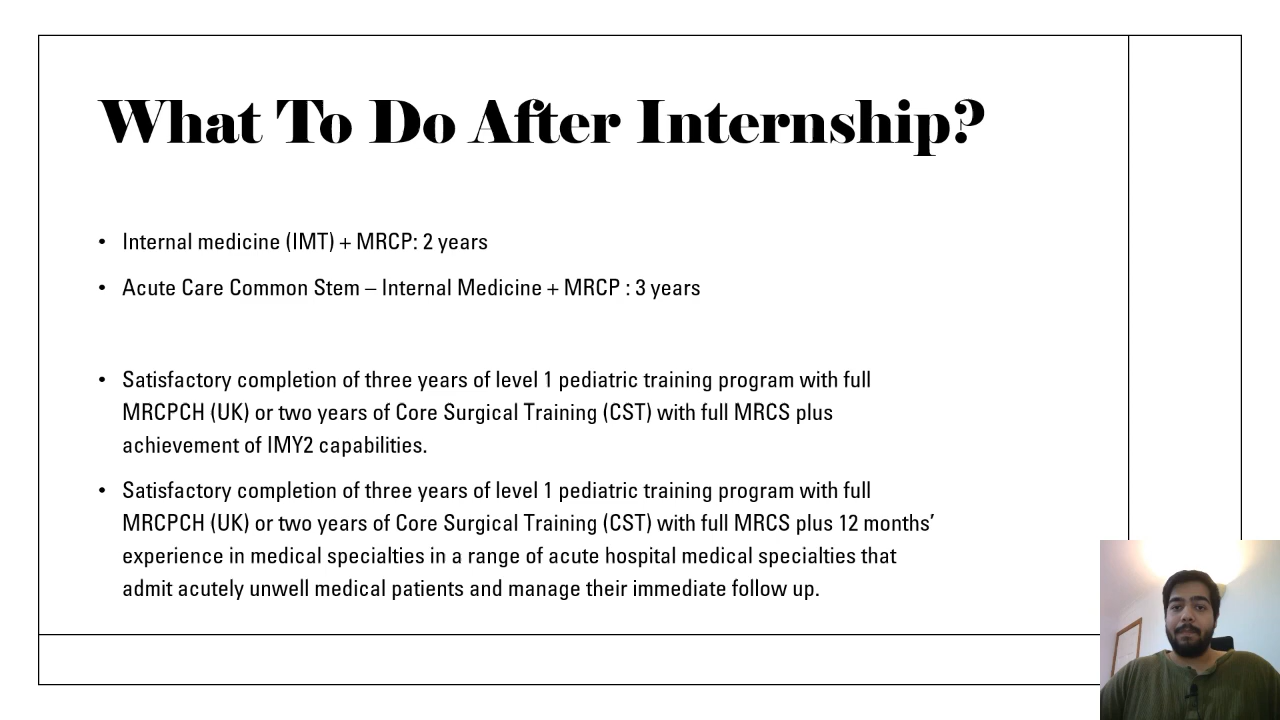 What To Do After Internship?
• Internal medicine (IMT) + MRCP: 2 years
• Acute Care Common Stem – Internal Medicine + MRCP : 3 years
• Satisfactory completion of three years of level 1 pediatric training program with full
MRCPCH (UK) or two years of Core Surgical Training (CST) with full MRCS plus
achievement of IMY2 capabilities.
• Satisfactory completion of three years of level 1 pediatric training program with full
MRCPCH (UK) or two years of Core Surgical Training (CST) with full MRCS plus 12 months’
experience in medical specialties in a range of acute hospital medical specialties that
admit acutely unwell medical patients and manage their immediate follow up.